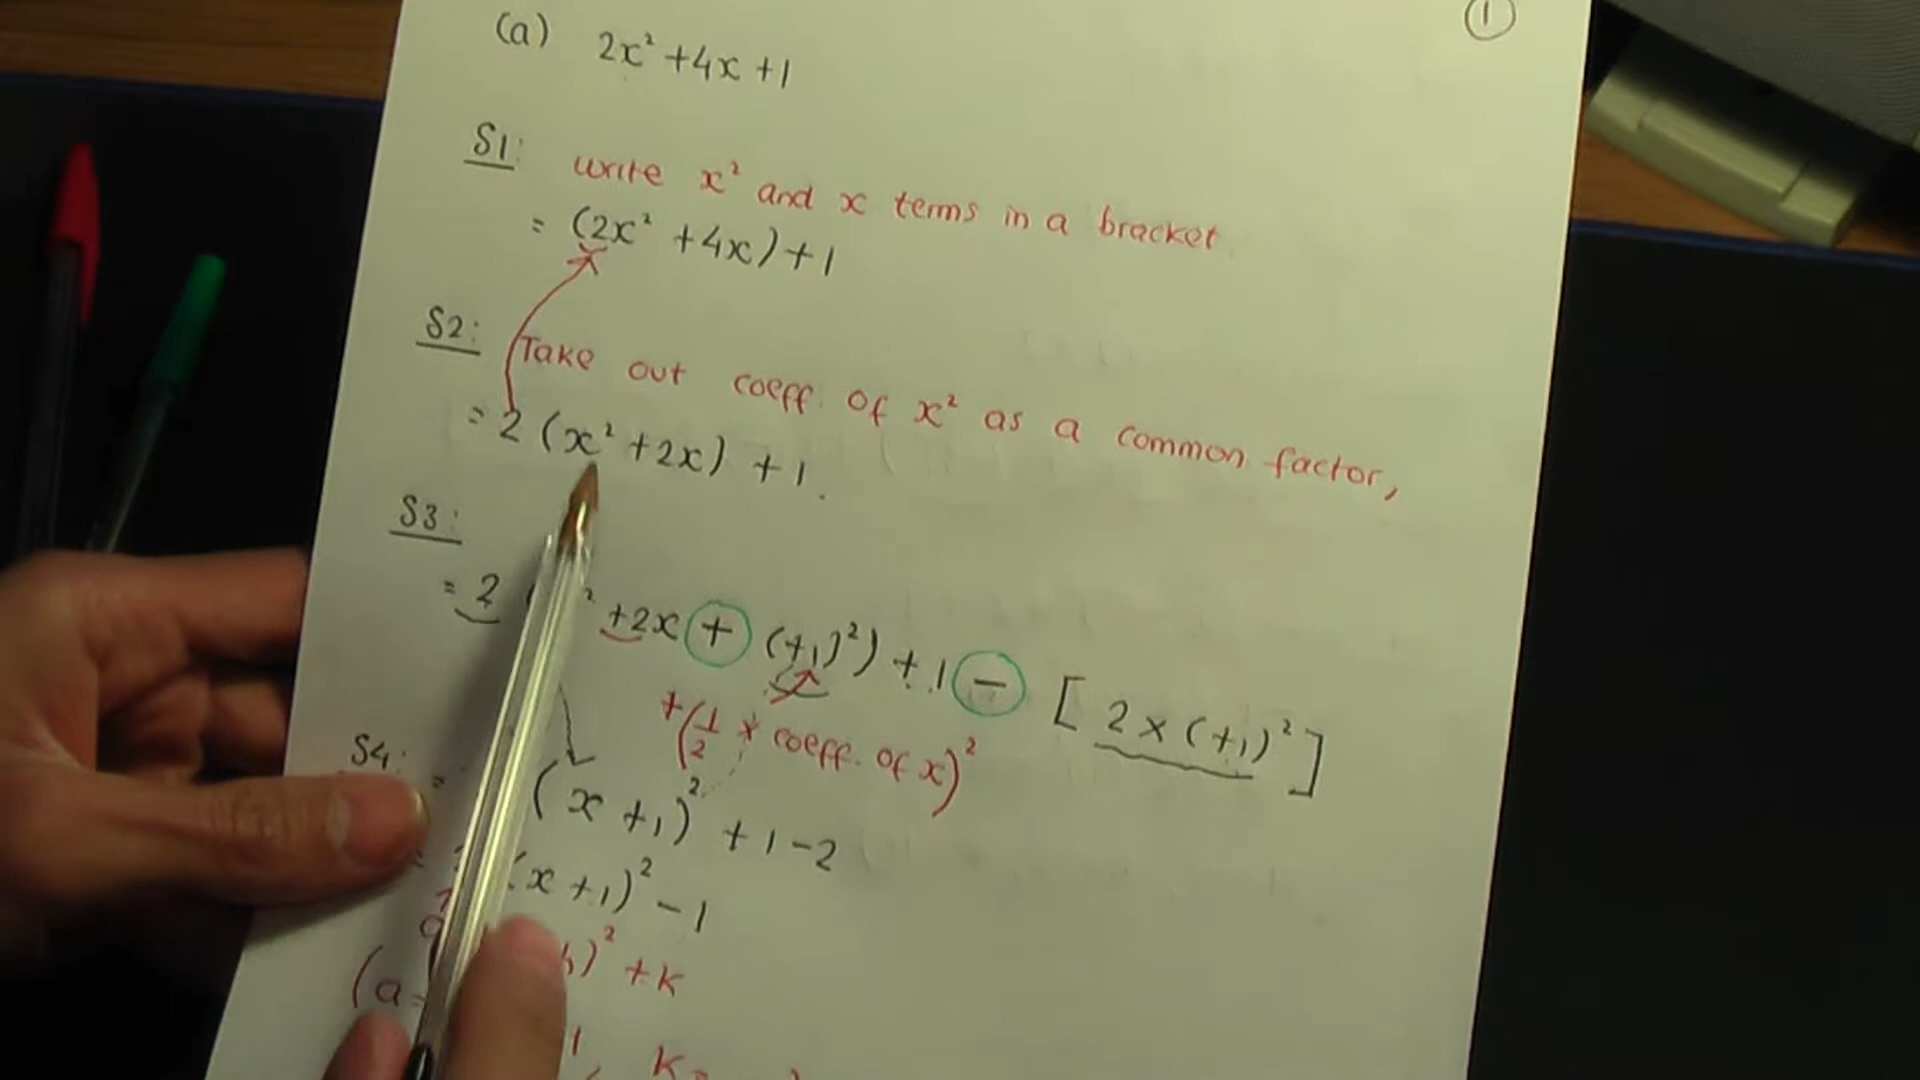 (a) 2x² +4x +1
1
S1: write x² and x terms in a bracket
= (2x² +4x) +1
S2: Take out coeff. of x² as a common factor,
= 2 (x² +2x) +1.
S3:
= 2 ( ² +2x + (+1)²) + 1 - [2 × (+1)²]
+(1/2 * coeff. of x)²
S4: = (x +1)² +1-2
= (x +1)² -1
h)² + k
(a =
1, k =